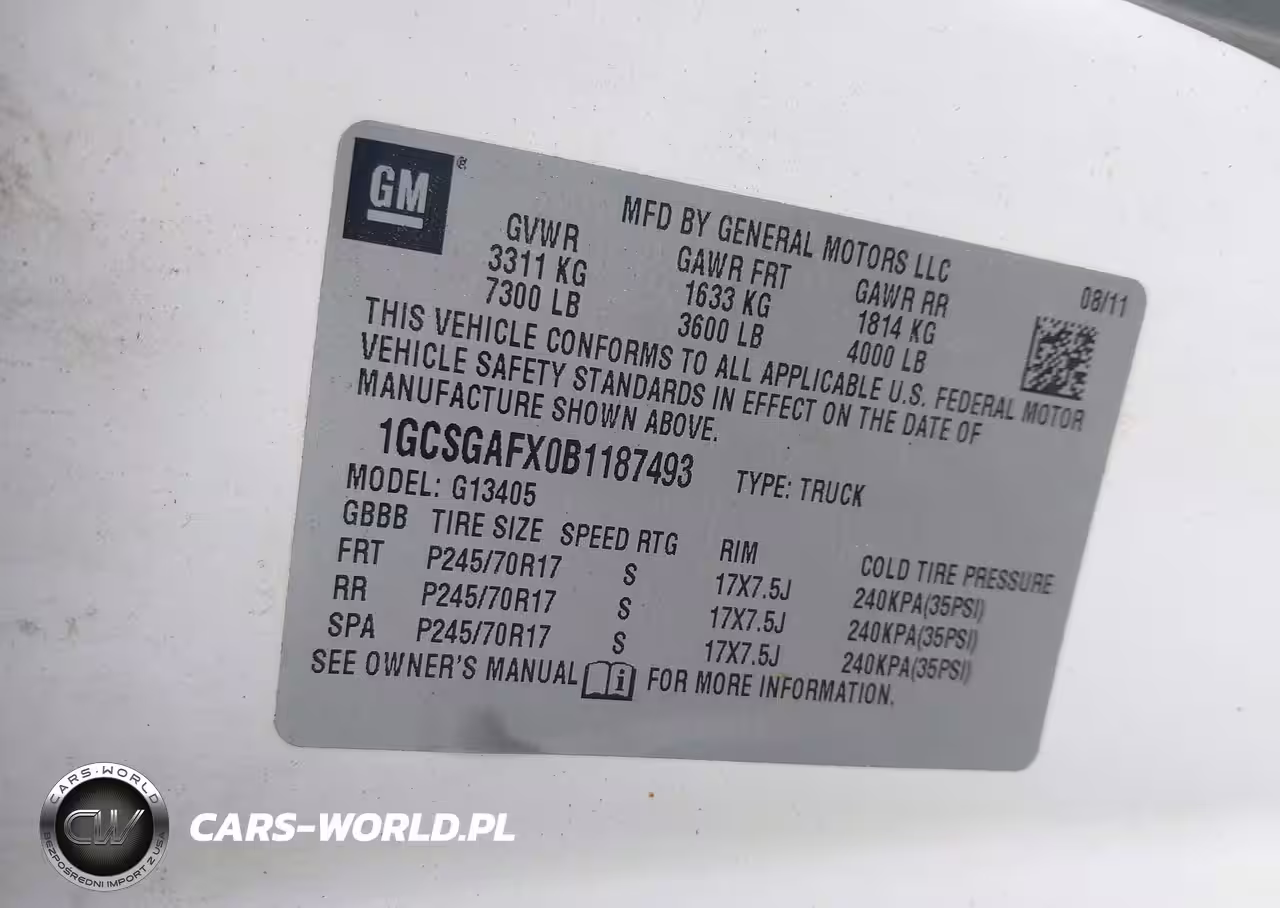 GM®
MFD BY GENERAL MOTORS LLC
08/11
GVWR GAWR FRT GAWR RR
3311 KG 1633 KG 1814 KG
7300 LB 3600 LB 4000 LB
THIS VEHICLE CONFORMS TO ALL APPLICABLE U.S. FEDERAL MOTOR
VEHICLE SAFETY STANDARDS IN EFFECT ON THE DATE OF
MANUFACTURE SHOWN ABOVE.
1GCSGAFX0B1187493 TYPE: TRUCK
MODEL: G13405
GBBB TIRE SIZE SPEED RTG RIM COLD TIRE PRESSURE
FRT P245/70R17 S 17X7.5J 240KPA(35PSI)
RR P245/70R17 S 17X7.5J 240KPA(35PSI)
SPA P245/70R17 S 17X7.5J 240KPA(35PSI)
SEE OWNER'S MANUAL i FOR MORE INFORMATION.
CARS-WORLD
CW
BEZPOŚREDNI IMPORT Z USA
CARS-WORLD.PL